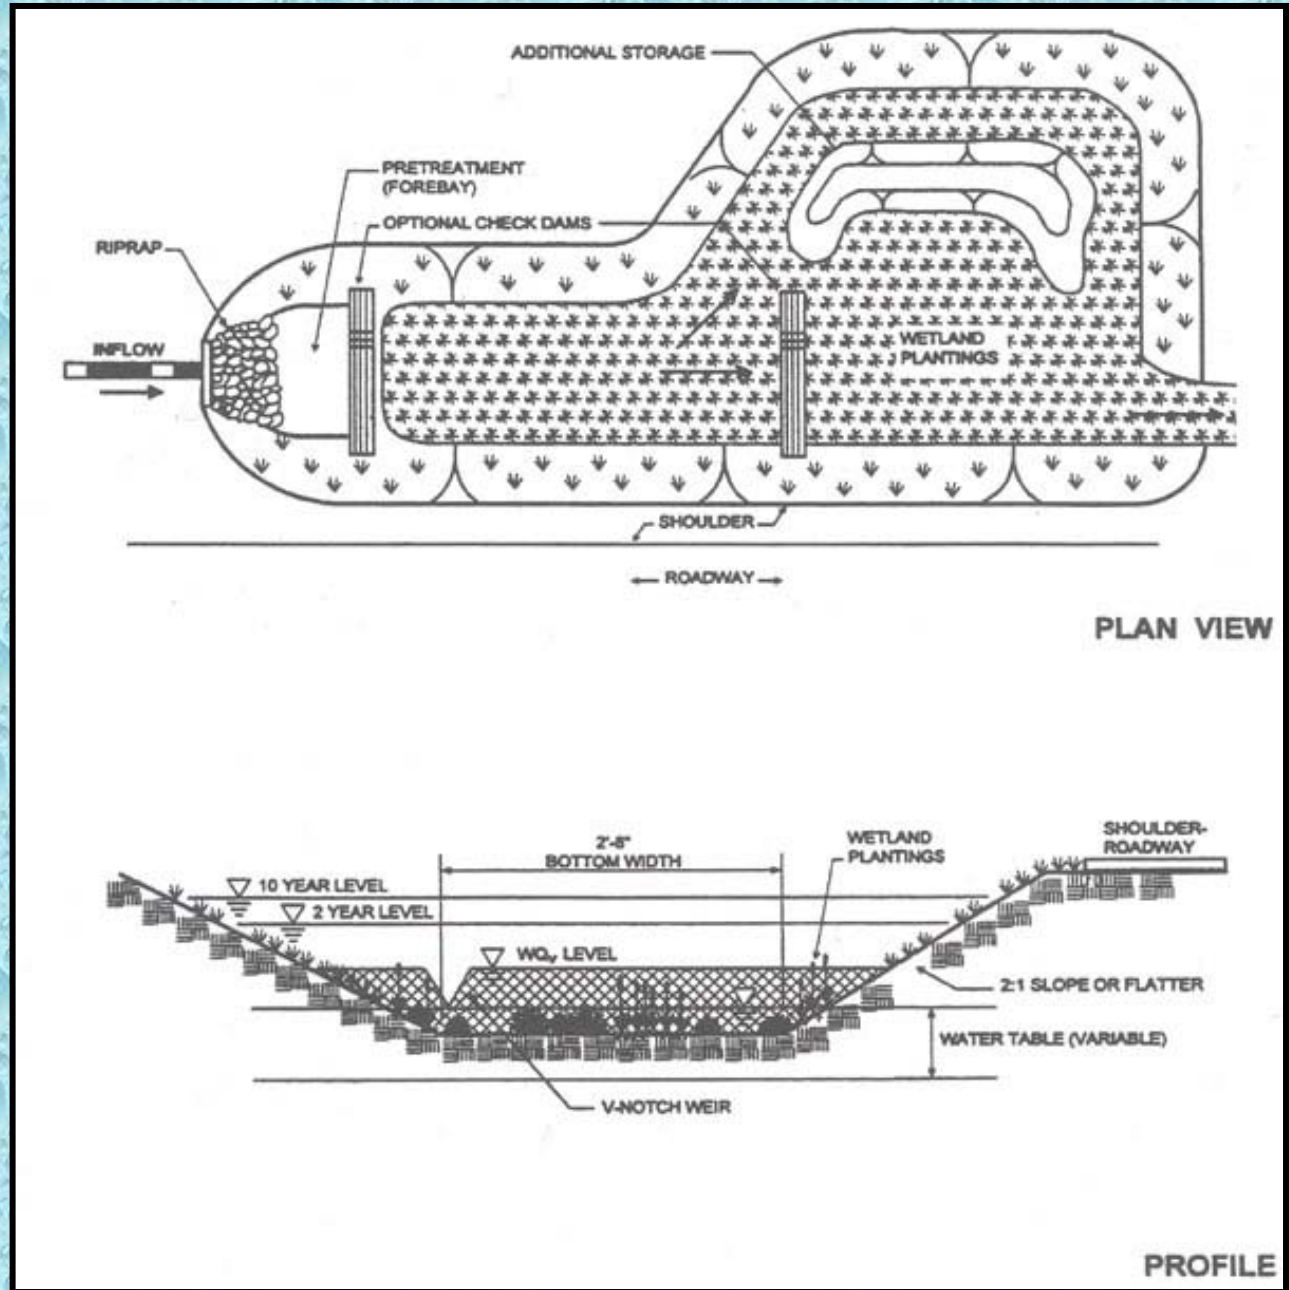 ADDITIONAL STORAGE
PRETREATMENT
(FOREBAY)
OPTIONAL CHECK DAMS
RIPRAP
INFLOW
WETLAND
PLANTINGS
SHOULDER
ROADWAY
PLAN VIEW
2'-8"
BOTTOM WIDTH
WETLAND
PLANTINGS
SHOULDER-
ROADWAY
10 YEAR LEVEL
2 YEAR LEVEL
WQv LEVEL
2:1 SLOPE OR FLATTER
WATER TABLE (VARIABLE)
V-NOTCH WEIR
PROFILE